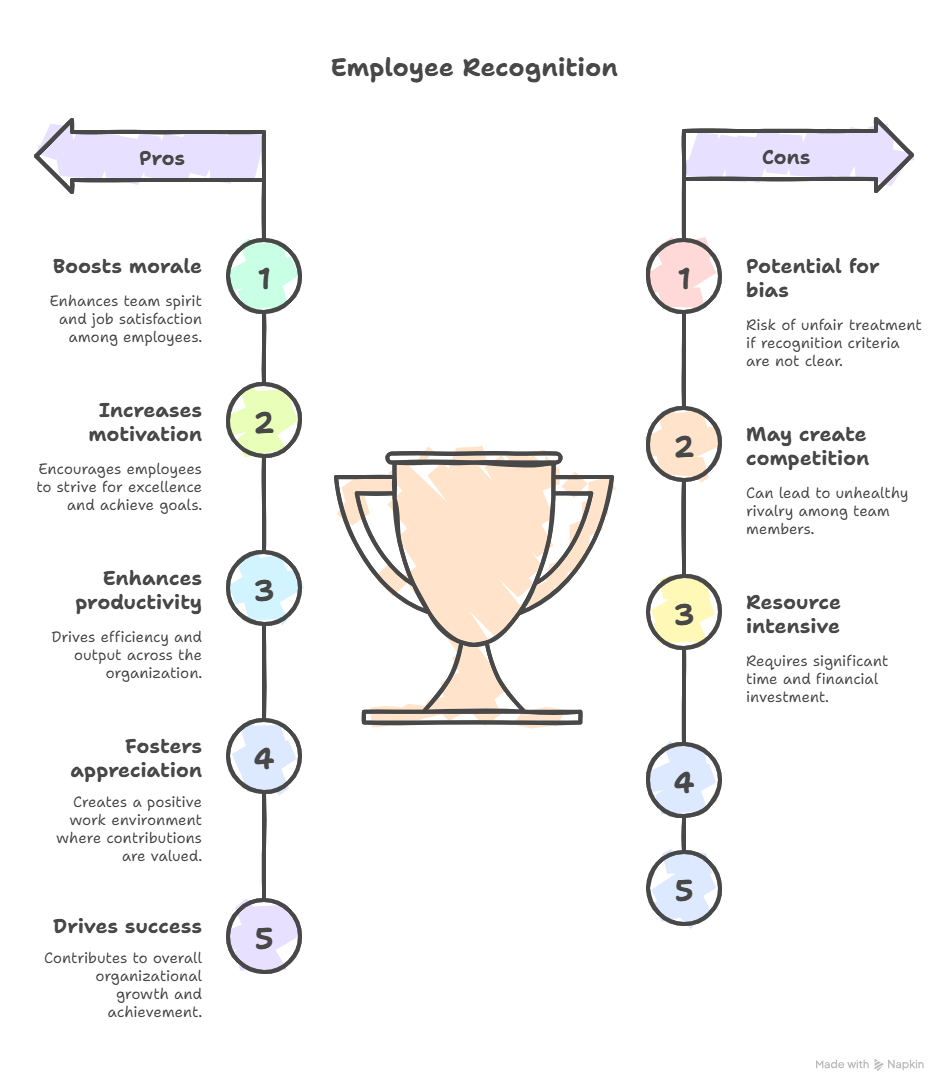 Employee Recognition
Pros
1
Boosts morale
Enhances team spirit
and job satisfaction
among employees.
2
Increases
motivation
Encourages employees
to strive for excellence
and achieve goals.
3
Enhances
productivity
Drives efficiency and
output across the
organization.
4
Fosters
appreciation
Creates a positive
work environment
where contributions
are valued.
5
Drives success
Contributes to overall
organizational
growth and
achievement.
Cons
1
Potential for
bias
Risk of unfair treatment
if recognition criteria
are not clear.
2
May create
competition
Can lead to unhealthy
rivalry among team
members.
3
Resource
intensive
Requires significant
time and financial
investment.
4
5
Made with Napkin